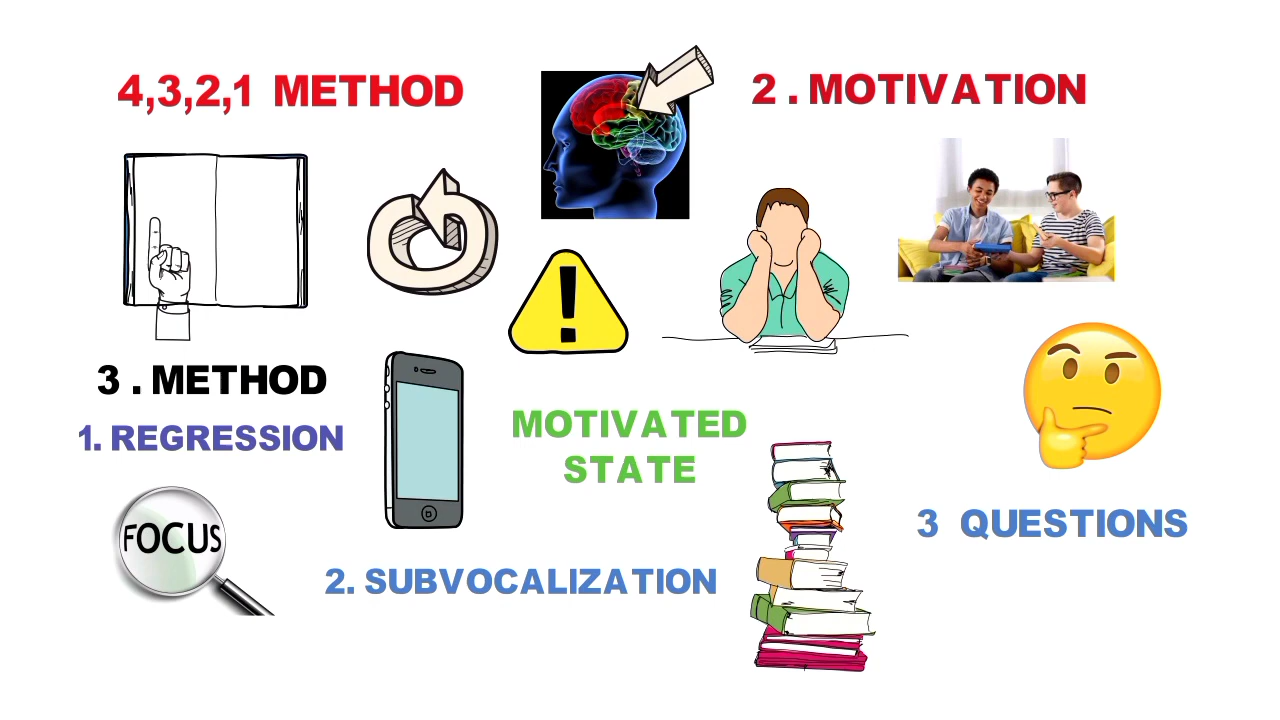 4,3,2,1 METHOD
2 . MOTIVATION
3 . METHOD
1. REGRESSION
MOTIVATED
STATE
FOCUS
3 QUESTIONS
2. SUBVOCALIZATION